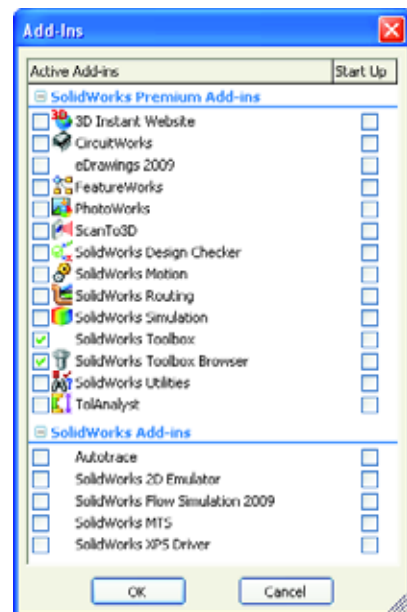 Add-Ins
Active Add-ins Start Up
SolidWorks Premium Add-ins
3D Instant Website
CircuitWorks
eDrawings 2009
FeatureWorks
PhotoWorks
ScanTo3D
SolidWorks Design Checker
SolidWorks Motion
SolidWorks Routing
SolidWorks Simulation
SolidWorks Toolbox
SolidWorks Toolbox Browser
SolidWorks Utilities
TolAnalyst
SolidWorks Add-ins
Autotrace
SolidWorks 2D Emulator
SolidWorks Flow Simulation 2009
SolidWorks MTS
SolidWorks XPS Driver
OK Cancel